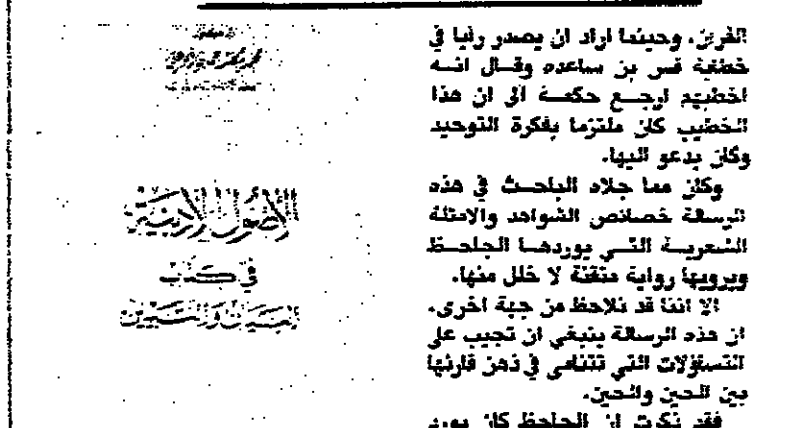 القرين. وحينما اراد ان يصدر رايا في
خطبة قس بن ساعده وقال انه
اخطبهم ارجع حكمه الى ان هذا
الخطيب كان ملتزما بفكرة التوحيد
وكان يدعو اليها.
وكان مما جلاه الباحث في هذه
الرسالة خصائص الشواهد والامثلة
الشعرية التي يوردها الجاحظ
ويرويها رواية متقنة لا خلل منها.
الا اننا قد نلاحظ من جهة اخرى،
ان هذه الرسالة ينبغي ان تجيب على
التساؤلات التي تتنامى في ذهن قارئها
بين الحين والحين.
فقد ذكرت ان الجاحظ كان يورد
الأصول الأدبية
في كتاب
البيان والتبيين